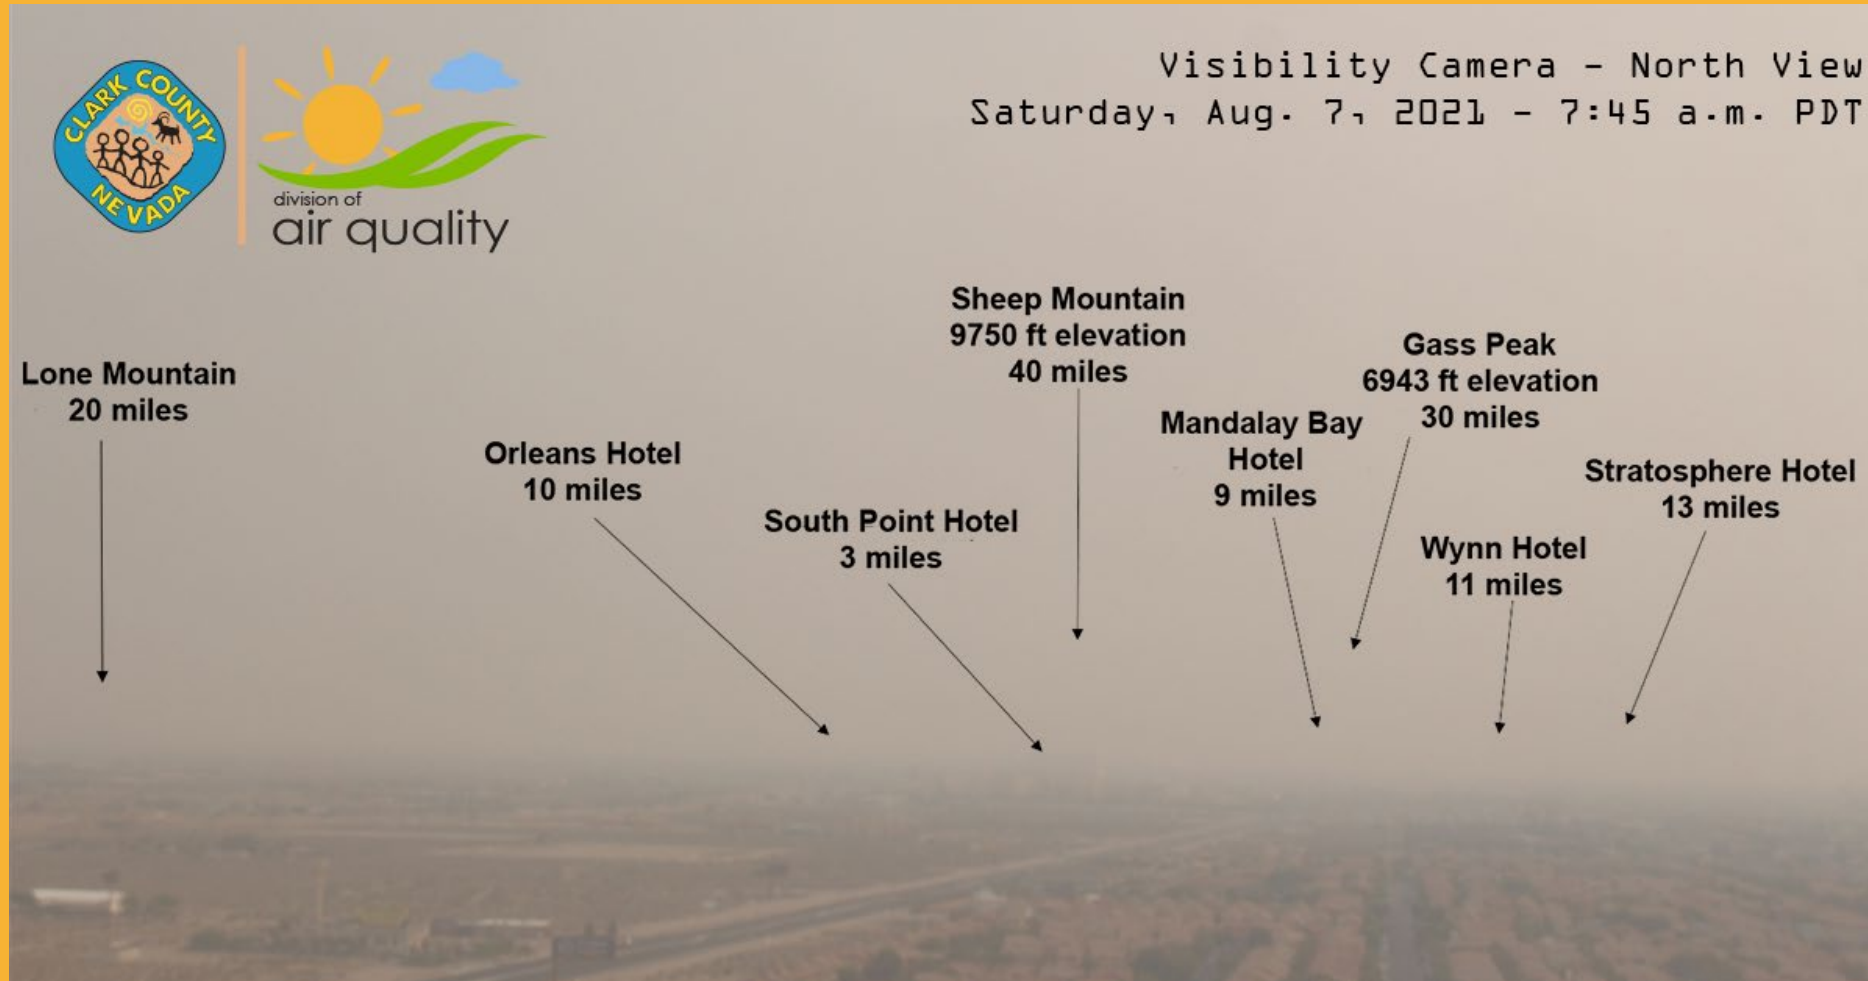 CLARK COUNTY
NEVADA
division of
air quality
Visibility Camera - North View
Saturday, Aug. 7, 2021 - 7:45 a.m. PDT
Lone Mountain
20 miles
Orleans Hotel
10 miles
South Point Hotel
3 miles
Sheep Mountain
9750 ft elevation
40 miles
Mandalay Bay
Hotel
9 miles
Gass Peak
6943 ft elevation
30 miles
Wynn Hotel
11 miles
Stratosphere Hotel
13 miles